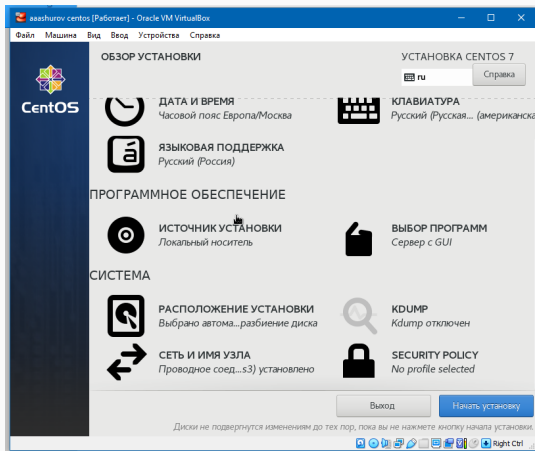 aaashurov centos [Работает] - Oracle VM VirtualBox
Файл Машина Вид Ввод Устройства Справка
ОБЗОР УСТАНОВКИ
УСТАНОВКА CENTOS 7
ru
Справка
CentOS
ДАТА И ВРЕМЯ
Часовой пояс Европа/Москва
КЛАВИАТУРА
Русский (Русская... (американска
ЯЗЫКОВАЯ ПОДДЕРЖКА
Русский (Россия)
ПРОГРАММНОЕ ОБЕСПЕЧЕНИЕ
ИСТОЧНИК УСТАНОВКИ
Локальный носитель
ВЫБОР ПРОГРАММ
Сервер с GUI
СИСТЕМА
РАСПОЛОЖЕНИЕ УСТАНОВКИ
Выбрано автома...разбиение диска
KDUMP
Kdump отключен
СЕТЬ И ИМЯ УЗЛА
Проводное соед...s3) установлено
SECURITY POLICY
No profile selected
Выход
Начать установку
Диски не подвергнутся изменениям до тех пор, пока вы не нажмете кнопку начала установки.
Right Ctrl